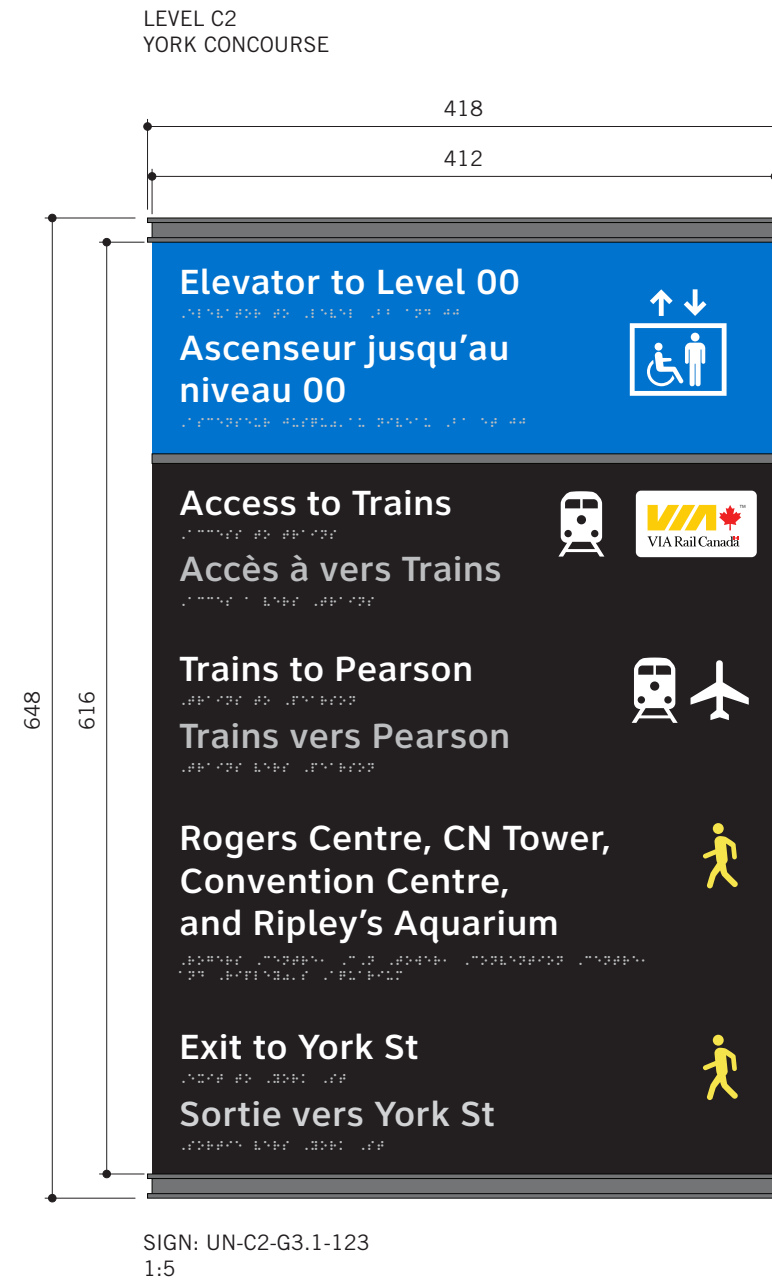 LEVEL C2
YORK CONCOURSE
418
412
648
616
Elevator to Level 00
Ascenseur jusqu’au
niveau 00
Access to Trains
VIA
VIA Rail Canada
Accès à vers Trains
Trains to Pearson
Trains vers Pearson
Rogers Centre, CN Tower,
Convention Centre,
and Ripley’s Aquarium
Exit to York St
Sortie vers York St
SIGN: UN-C2-G3.1-123
1:5